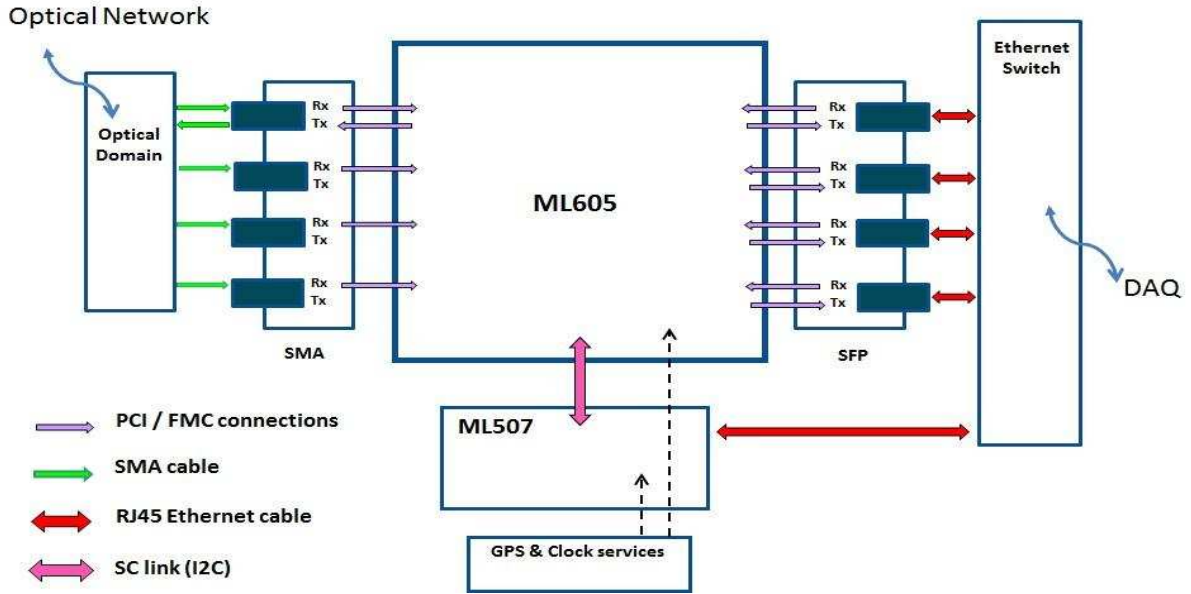 Optical Network
Optical
Domain
Rx
Tx
Rx
Tx
Rx
Tx
Rx
Tx
SMA
ML605
Rx
Tx
Rx
Tx
Rx
Tx
Rx
Tx
SFP
Ethernet
Switch
DAQ
ML507
GPS & Clock services
PCI / FMC connections
SMA cable
RJ45 Ethernet cable
SC link (I2C)